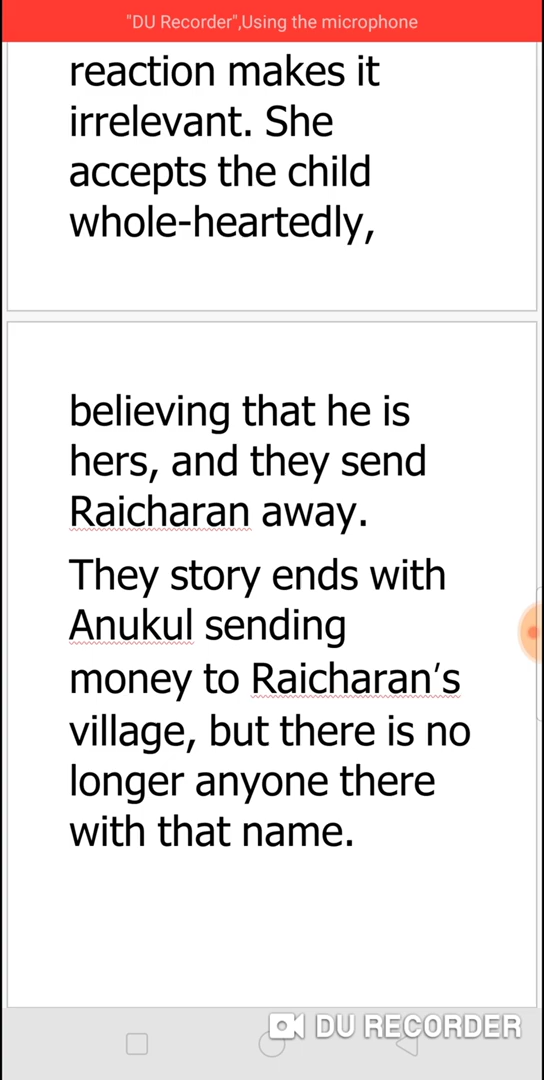 "DU Recorder",Using the microphone
reaction makes it
irrelevant. She
accepts the child
whole-heartedly,
believing that he is
hers, and they send
Raicharan away.
They story ends with
Anukul sending
money to Raicharan's
village, but there is no
longer anyone there
with that name.
DU RECORDER